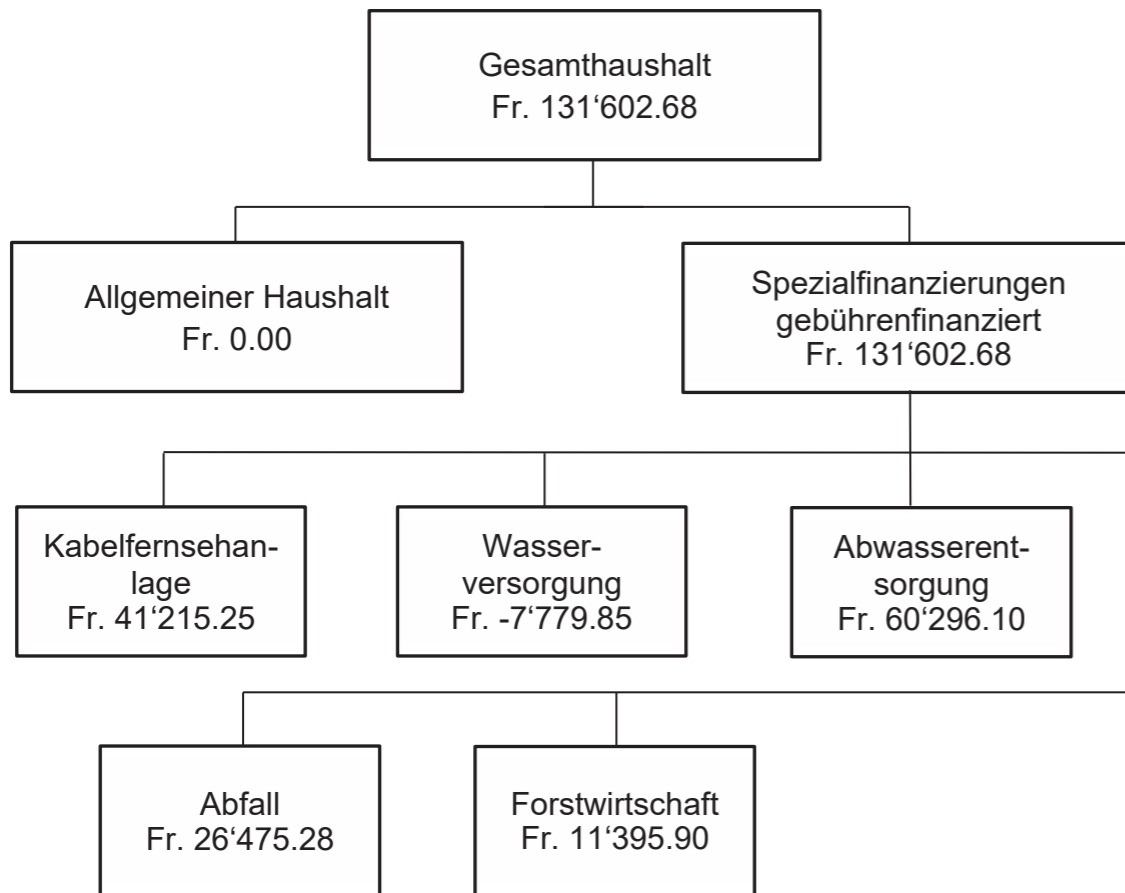 Gesamthaushalt
Fr. 131‘602.68
Allgemeiner Haushalt
Fr. 0.00
Spezialfinanzierungen
gebührenfinanziert
Fr. 131‘602.68
Kabelfernsehan-
lage
Fr. 41‘215.25
Wasser-
versorgung
Fr. -7‘779.85
Abwasserent-
sorgung
Fr. 60‘296.10
Abfall
Fr. 26‘475.28
Forstwirtschaft
Fr. 11‘395.90